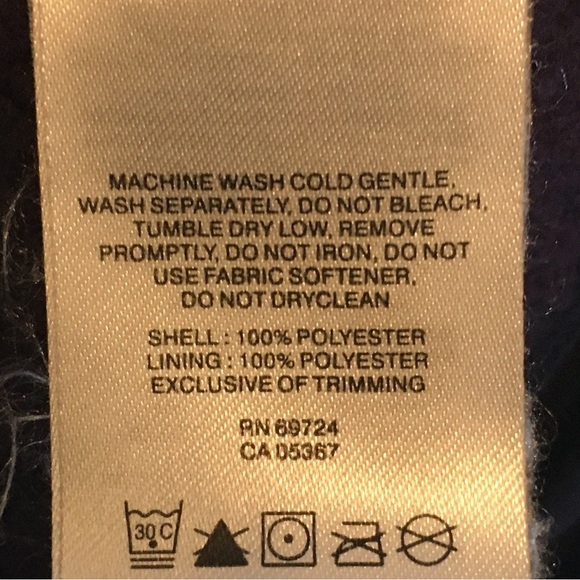 MACHINE WASH COLD GENTLE,
WASH SEPARATELY, DO NOT BLEACH,
TUMBLE DRY LOW, REMOVE
PROMPTLY, DO NOT IRON, DO NOT
USE FABRIC SOFTENER,
DO NOT DRYCLEAN
SHELL : 100% POLYESTER
LINING : 100% POLYESTER
EXCLUSIVE OF TRIMMING
RN 69724
CA 05367
30 C